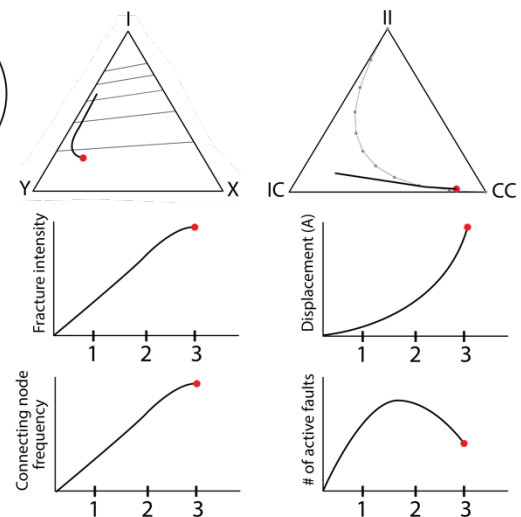 I
II
Y
X
IC
CC
Fracture intensity
1 2 3
Displacement (A)
1 2 3
Connecting node
frequency
1 2 3
# of active faults
1 2 3